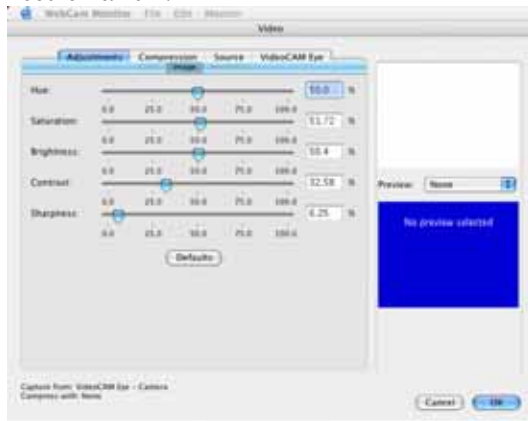 WebCam Monitor File Edit Monitor
Video
Adjustments Compression Source VideoCAM Eye
Image
Hue: 50.0 %
0.0 25.0 50.0 75.0 100.0
Saturation: 51.72 %
0.0 25.0 50.0 75.0 100.0
Brightness: 50.4 %
0.0 25.0 50.0 75.0 100.0
Contrast: 32.58 %
0.0 25.0 50.0 75.0 100.0
Sharpness: 6.25 %
0.0 25.0 50.0 75.0 100.0
Defaults
Preview: None
No preview selected
Capture from: VideoCAM Eye - Camera
Compress with: None
Cancel OK